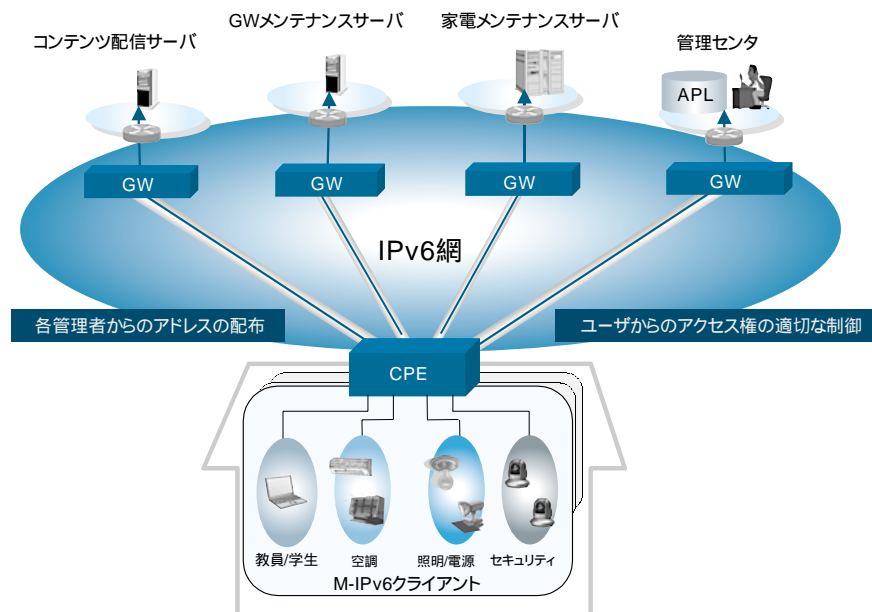 コンテンツ配信サーバ
GWメンテナンスサーバ
家電メンテナンスサーバ
管理センタ
APL
GW
GW
GW
GW
IPv6網
各管理者からのアドレスの配布
ユーザからのアクセス権の適切な制御
CPE
教員/学生
空調
照明/電源
セキュリティ
M-IPv6クライアント